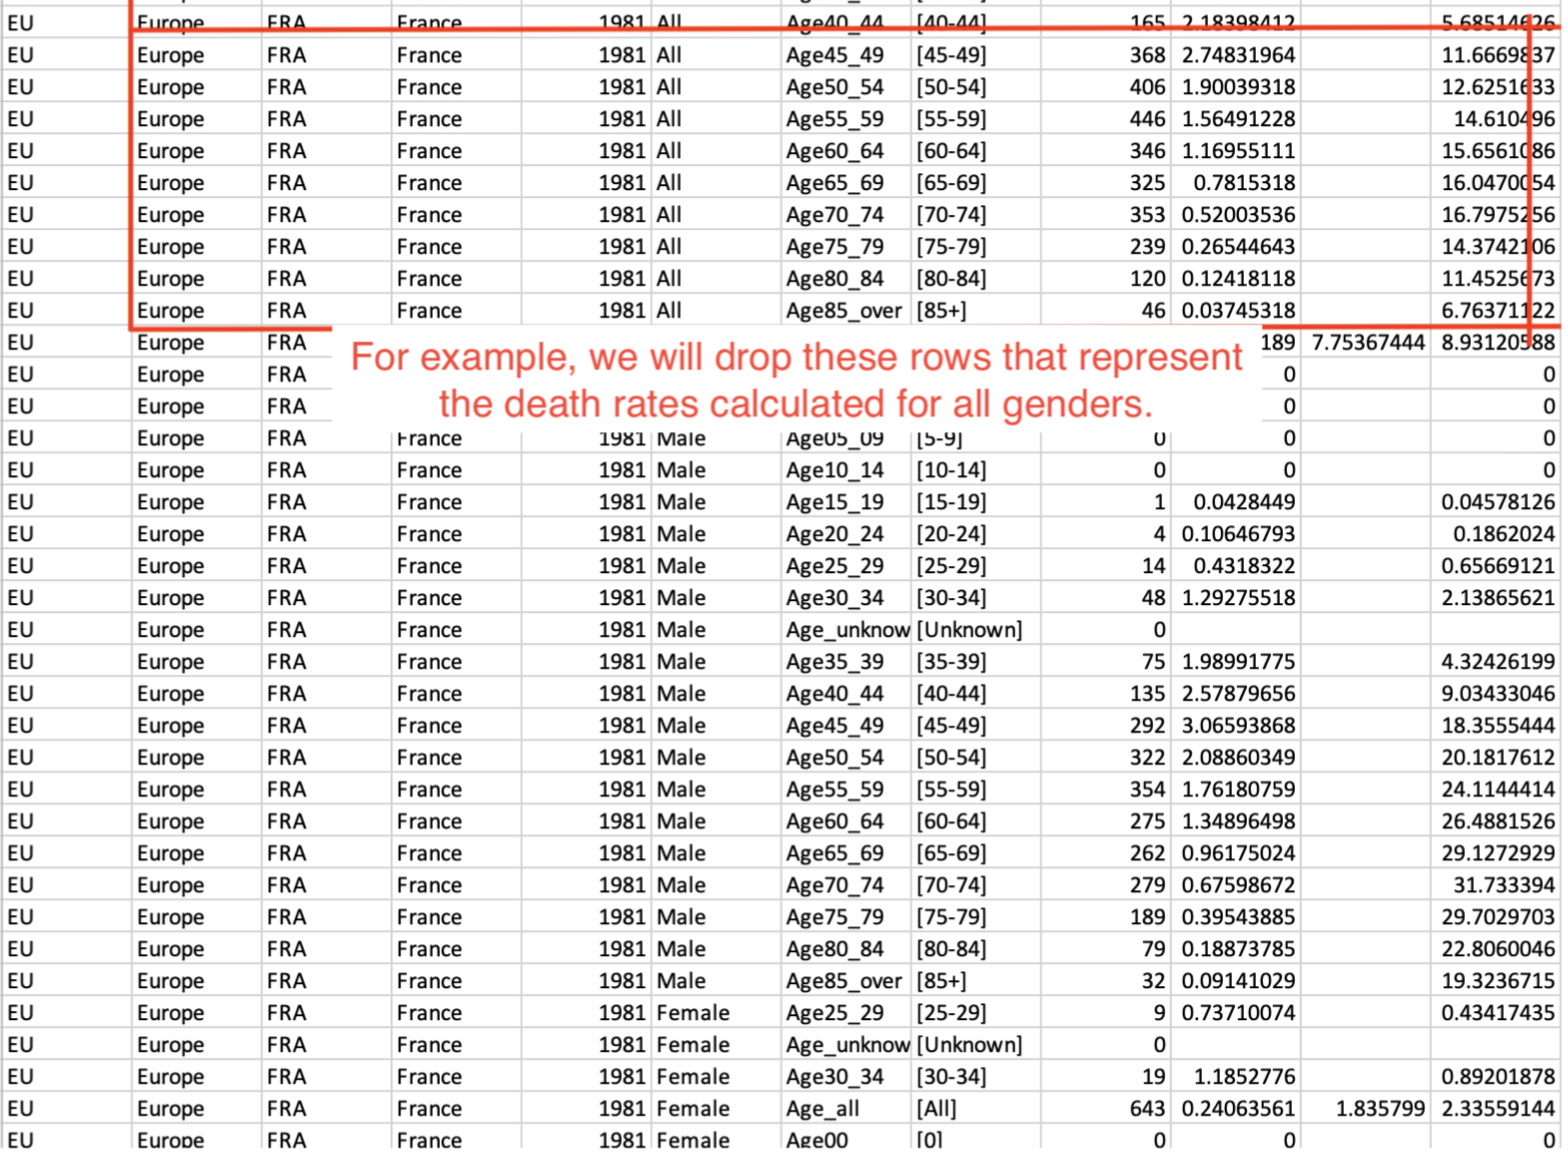 EU Europe FRA France 1981 All Age40_44 [40-44] 165 2.18398412 5.68514626
EU Europe FRA France 1981 All Age45_49 [45-49] 368 2.74831964 11.6669837
EU Europe FRA France 1981 All Age50_54 [50-54] 406 1.90039318 12.6251633
EU Europe FRA France 1981 All Age55_59 [55-59] 446 1.56491228 14.610496
EU Europe FRA France 1981 All Age60_64 [60-64] 346 1.16955111 15.6561086
EU Europe FRA France 1981 All Age65_69 [65-69] 325 0.7815318 16.0470054
EU Europe FRA France 1981 All Age70_74 [70-74] 353 0.52003536 16.7975256
EU Europe FRA France 1981 All Age75_79 [75-79] 239 0.26544643 14.3742106
EU Europe FRA France 1981 All Age80_84 [80-84] 120 0.12418118 11.4525673
EU Europe FRA France 1981 All Age85_over [85+] 46 0.03745318 6.76371122
EU Europe FRA 189 7.75367444 8.93120588
For example, we will drop these rows that represent
EU Europe FRA 0 0
the death rates calculated for all genders.
EU Europe FRA 0 0
EU Europe FRA France 1981 Male Age05_09 [5-9] 0 0 0
EU Europe FRA France 1981 Male Age10_14 [10-14] 0 0 0
EU Europe FRA France 1981 Male Age15_19 [15-19] 1 0.0428449 0.04578126
EU Europe FRA France 1981 Male Age20_24 [20-24] 4 0.10646793 0.1862024
EU Europe FRA France 1981 Male Age25_29 [25-29] 14 0.4318322 0.65669121
EU Europe FRA France 1981 Male Age30_34 [30-34] 48 1.29275518 2.13865621
EU Europe FRA France 1981 Male Age_unknow [Unknown] 0
EU Europe FRA France 1981 Male Age35_39 [35-39] 75 1.98991775 4.32426199
EU Europe FRA France 1981 Male Age40_44 [40-44] 135 2.57879656 9.03433046
EU Europe FRA France 1981 Male Age45_49 [45-49] 292 3.06593868 18.3555444
EU Europe FRA France 1981 Male Age50_54 [50-54] 322 2.08860349 20.1817612
EU Europe FRA France 1981 Male Age55_59 [55-59] 354 1.76180759 24.1144414
EU Europe FRA France 1981 Male Age60_64 [60-64] 275 1.34896498 26.4881526
EU Europe FRA France 1981 Male Age65_69 [65-69] 262 0.96175024 29.1272929
EU Europe FRA France 1981 Male Age70_74 [70-74] 279 0.67598672 31.733394
EU Europe FRA France 1981 Male Age75_79 [75-79] 189 0.39543885 29.7029703
EU Europe FRA France 1981 Male Age80_84 [80-84] 79 0.18873785 22.8060046
EU Europe FRA France 1981 Male Age85_over [85+] 32 0.09141029 19.3236715
EU Europe FRA France 1981 Female Age25_29 [25-29] 9 0.73710074 0.43417435
EU Europe FRA France 1981 Female Age_unknow [Unknown] 0
EU Europe FRA France 1981 Female Age30_34 [30-34] 19 1.1852776 0.89201878
EU Europe FRA France 1981 Female Age_all [All] 643 0.24063561 1.835799 2.33559144
EU Europe FRA France 1981 Female Age00 [0] 0 0 0